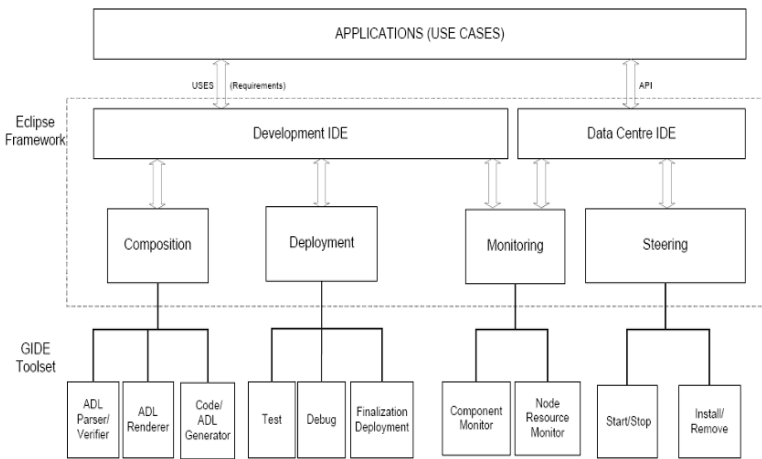 APPLICATIONS (USE CASES)
USES (Requirements)
API
Eclipse
Framework
Development IDE
Data Centre IDE
Composition
Deployment
Monitoring
Steering
GIDE
Toolset
ADL
Parser/
Verifier
ADL
Renderer
Code/
ADL
Generator
Test
Debug
Finalization
Deployment
Component
Monitor
Node
Resource
Monitor
Start/Stop
Install/
Remove